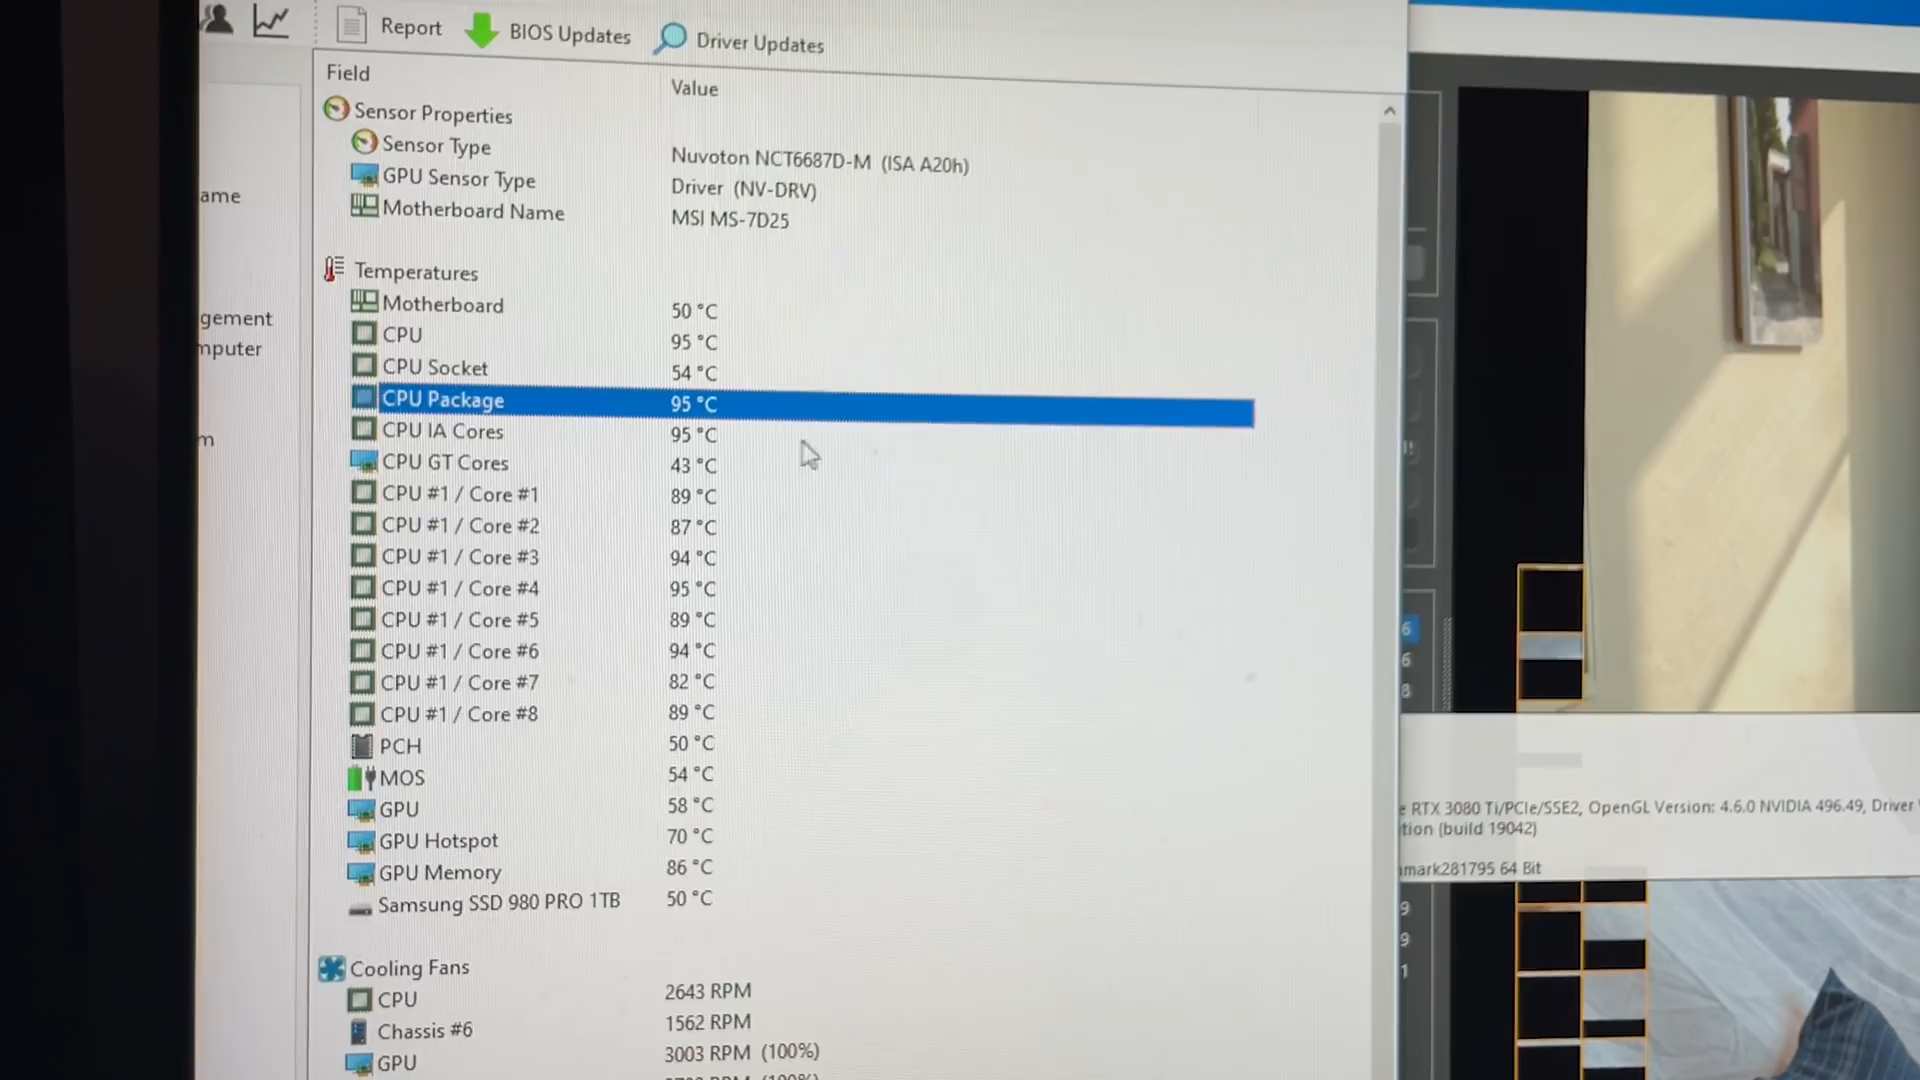 Report BIOS Updates Driver Updates
Field Value
Sensor Properties
Sensor Type Nuvoton NCT6687D-M (ISA A20h)
GPU Sensor Type Driver (NV-DRV)
Motherboard Name MSI MS-7D25
Temperatures
Motherboard 50 °C
CPU 95 °C
CPU Socket 54 °C
CPU Package 95 °C
CPU IA Cores 95 °C
CPU GT Cores 43 °C
CPU #1 / Core #1 89 °C
CPU #1 / Core #2 87 °C
CPU #1 / Core #3 94 °C
CPU #1 / Core #4 95 °C
CPU #1 / Core #5 89 °C
CPU #1 / Core #6 94 °C
CPU #1 / Core #7 82 °C
CPU #1 / Core #8 89 °C
PCH 50 °C
MOS 54 °C
GPU 58 °C
GPU Hotspot 70 °C
GPU Memory 86 °C
Samsung SSD 980 PRO 1TB 50 °C
Cooling Fans
CPU 2643 RPM
Chassis #6 1562 RPM
GPU 3003 RPM (100%)
(100%)
ame
gement
mputer
m
6
6
8
e RTX 3080 Ti/PCIe/SSE2, OpenGL Version: 4.6.0 NVIDIA 496.49, Driver
tion (build 19042)
mark281795 64 Bit
9
9
1